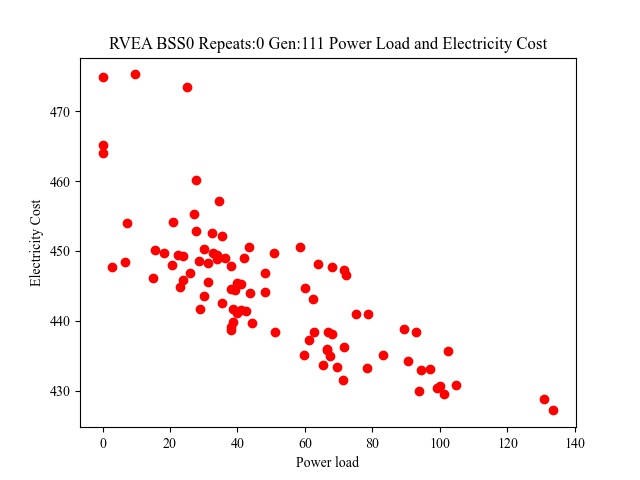 RVEA BSS0 Repeats:0 Gen:111 Power Load and Electricity Cost
470
460
450
440
430
Electricity Cost
0 20 40 60 80 100 120 140
Power load